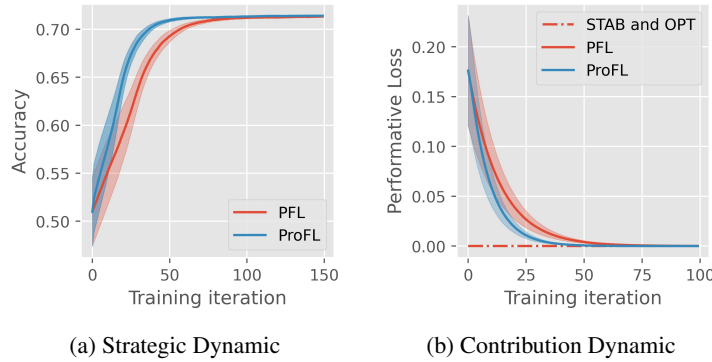 0.70
0.65
0.60
0.55
0.50
Accuracy
PFL
ProFL
0
50
100
150
Training iteration
(a) Strategic Dynamic
0.20
0.15
0.10
0.05
0.00
Performative Loss
STAB and OPT
PFL
ProFL
0
25
50
75
100
Training iteration
(b) Contribution Dynamic